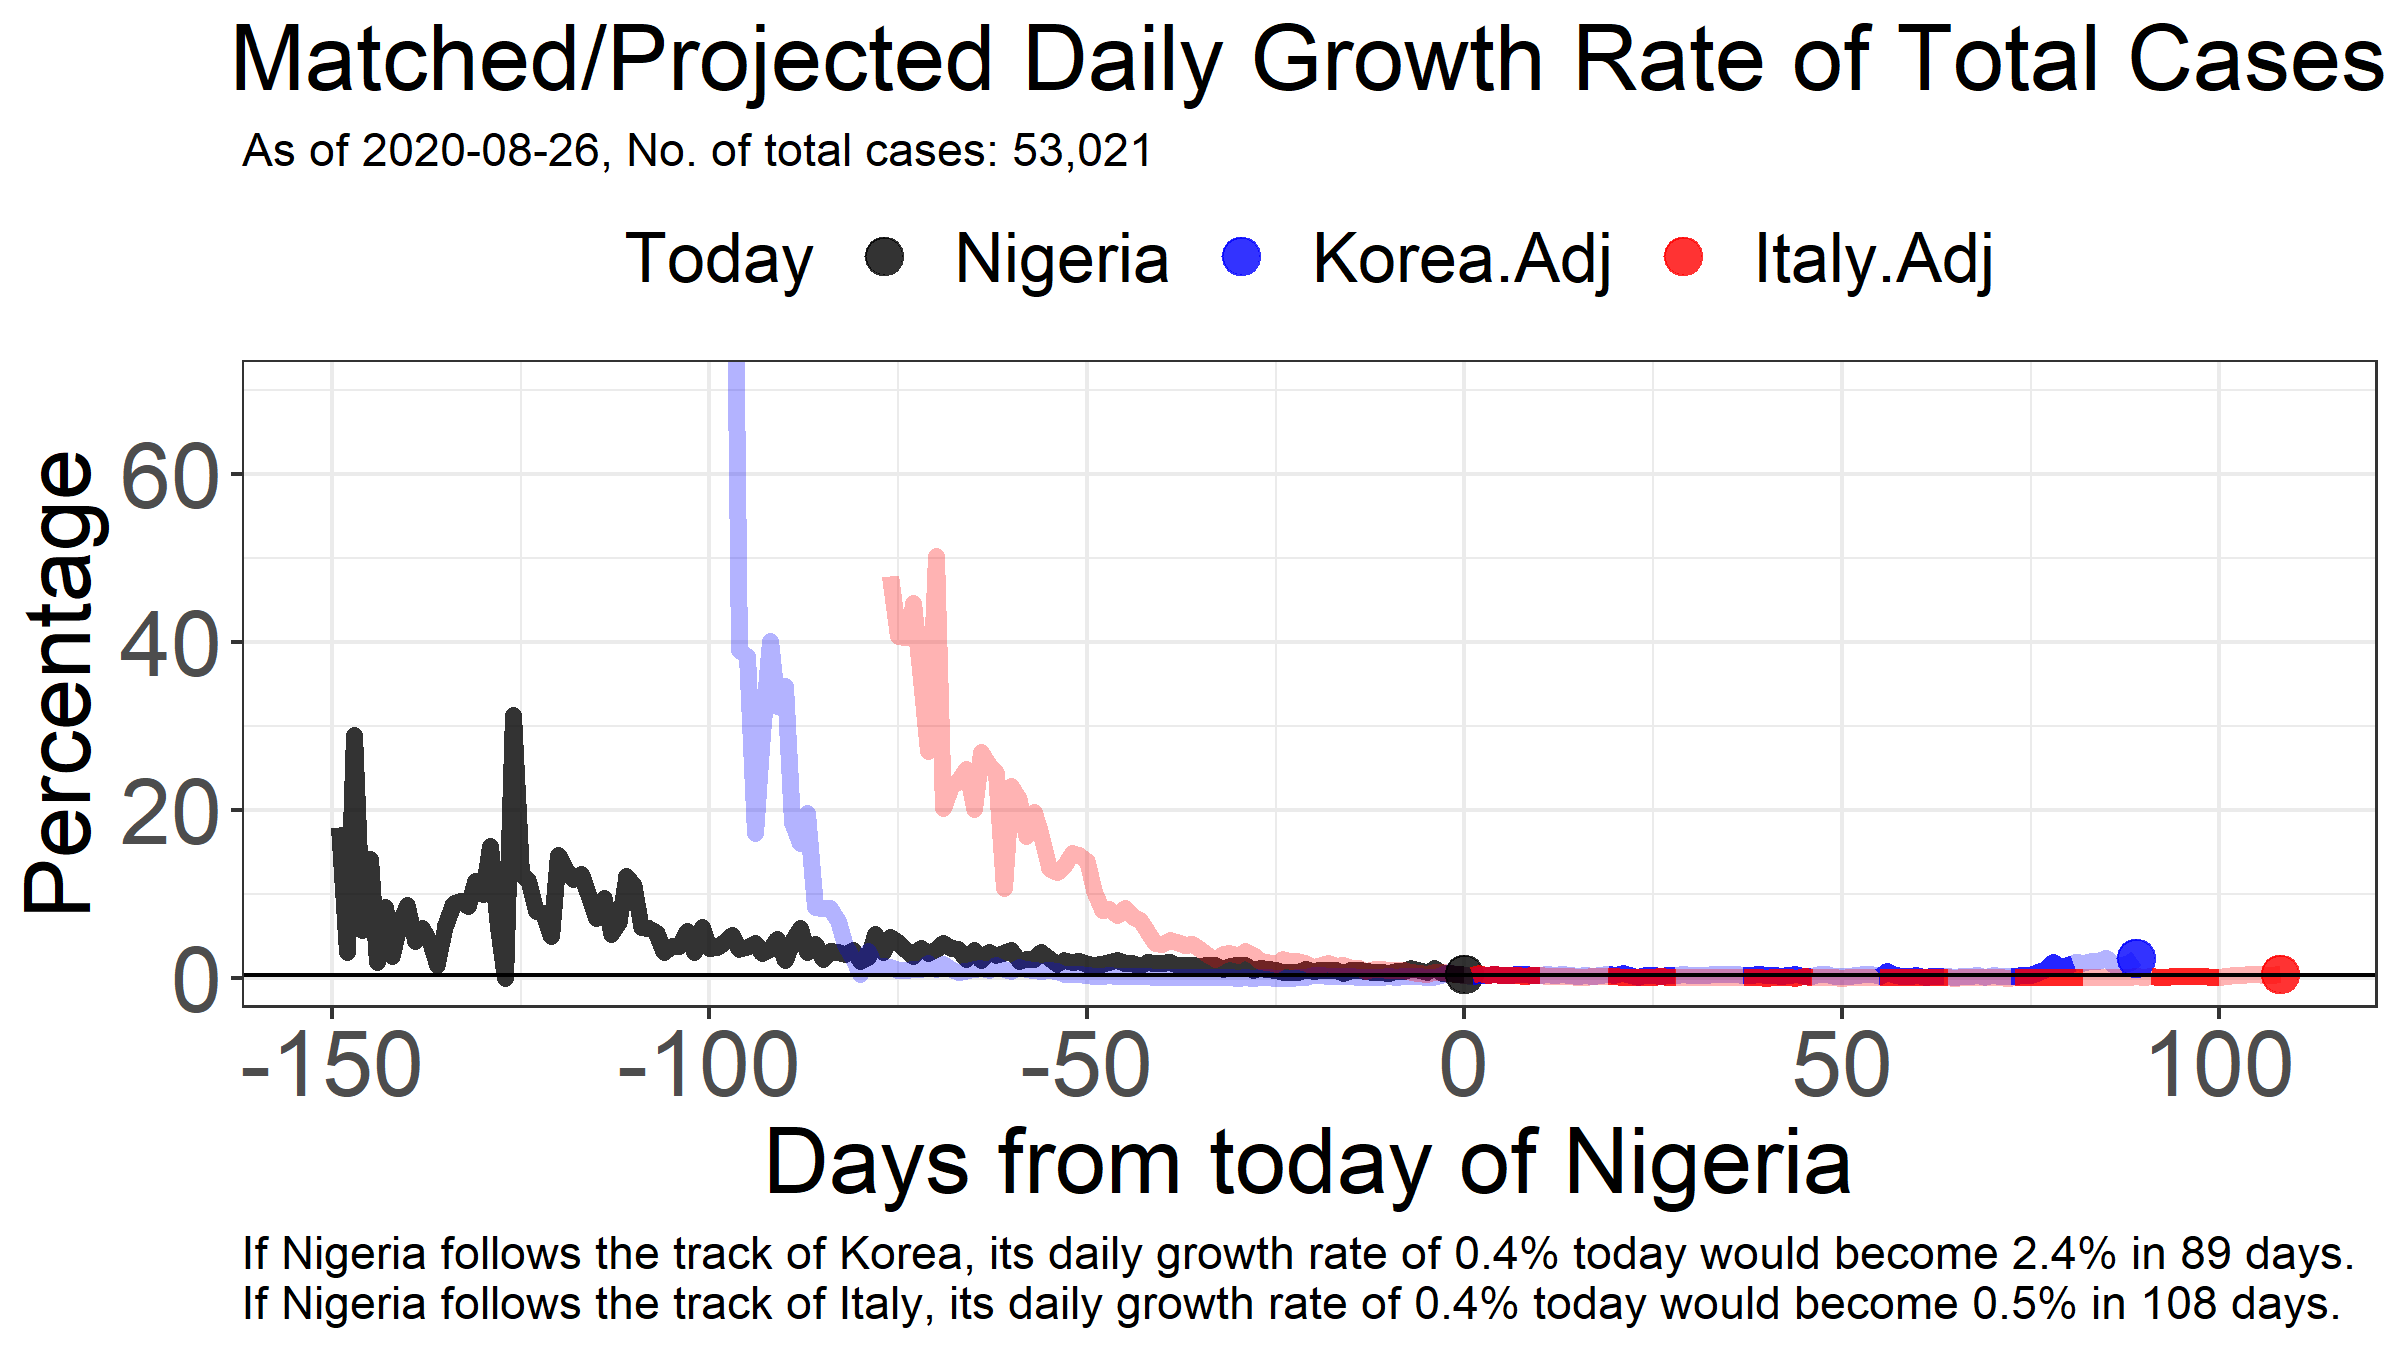 Matched/Projected Daily Growth Rate of Total Cases
As of 2020-08-26, No. of total cases: 53,021
Today Nigeria Korea.Adj Italy.Adj
Percentage
60
40
20
0
-150 -100 -50 0 50 100
Days from today of Nigeria
If Nigeria follows the track of Korea, its daily growth rate of 0.4% today would become 2.4% in 89 days.
If Nigeria follows the track of Italy, its daily growth rate of 0.4% today would become 0.5% in 108 days.